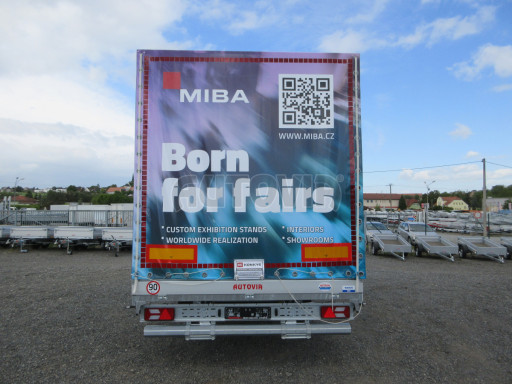 MIBA
WWW.MIBA.CZ
Born
for fairs
* CUSTOM EXHIBITION STANDS * INTERIORS
* WORLDWIDE REALIZATION * SHOWROOMS
90
AUTOVIA